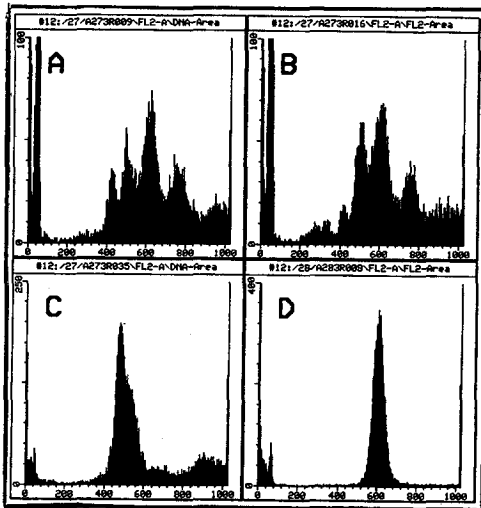 #12:/27/A273R009\FL2-A\DNA-Area
#12:/27/A273R016\FL2-A\FL2-Area
A
B
100
0
100
0
0 200 400 600 800 1000
0 200 400 600 800 1000
#12:/27/A273R035\FL2-A\DNA-Area
#12:/28/A283R008\FL2-A\FL2-Area
C
D
250
0
400
0
0 200 400 600 800 1000
0 200 400 600 800 1000